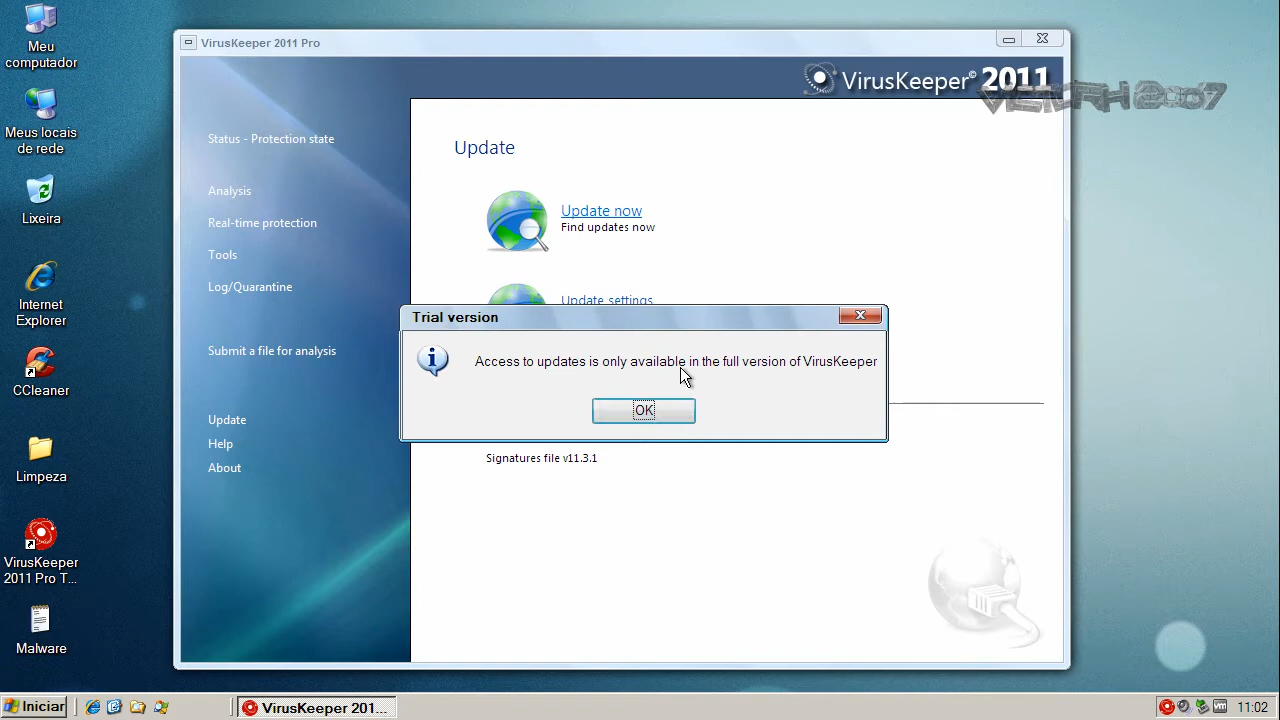 Meu
computador
Meus locais
de rede
Lixeira
Internet
Explorer
CCleaner
Limpeza
VirusKeeper
2011 Pro T...
Malware
VirusKeeper 2011 Pro
VirusKeeper© 2011
Status - Protection state
Analysis
Real-time protection
Tools
Log/Quarantine
Submit a file for analysis
Update
Help
About
Update
Update now
Find updates now
Update settings
Trial version
Access to updates is only available in the full version of VirusKeeper
OK
Signatures file v11.3.1
Iniciar
VirusKeeper 201...
11:02